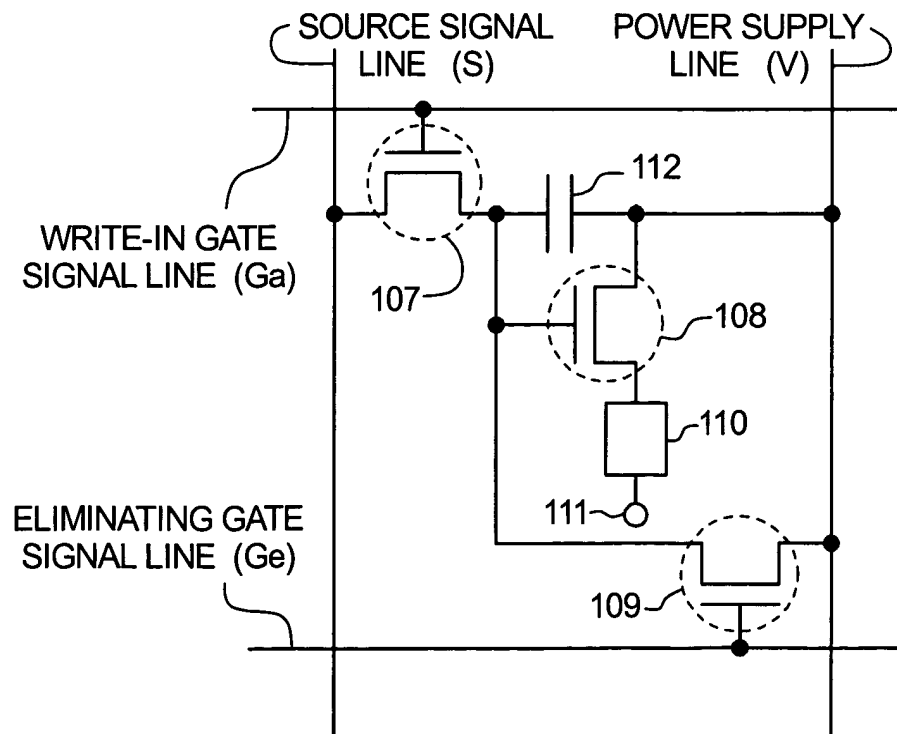 SOURCE SIGNAL
LINE (S)
POWER SUPPLY
LINE (V)
112
WRITE-IN GATE
SIGNAL LINE (Ga)
107
108
110
111
ELIMINATING GATE
SIGNAL LINE (Ge)
109